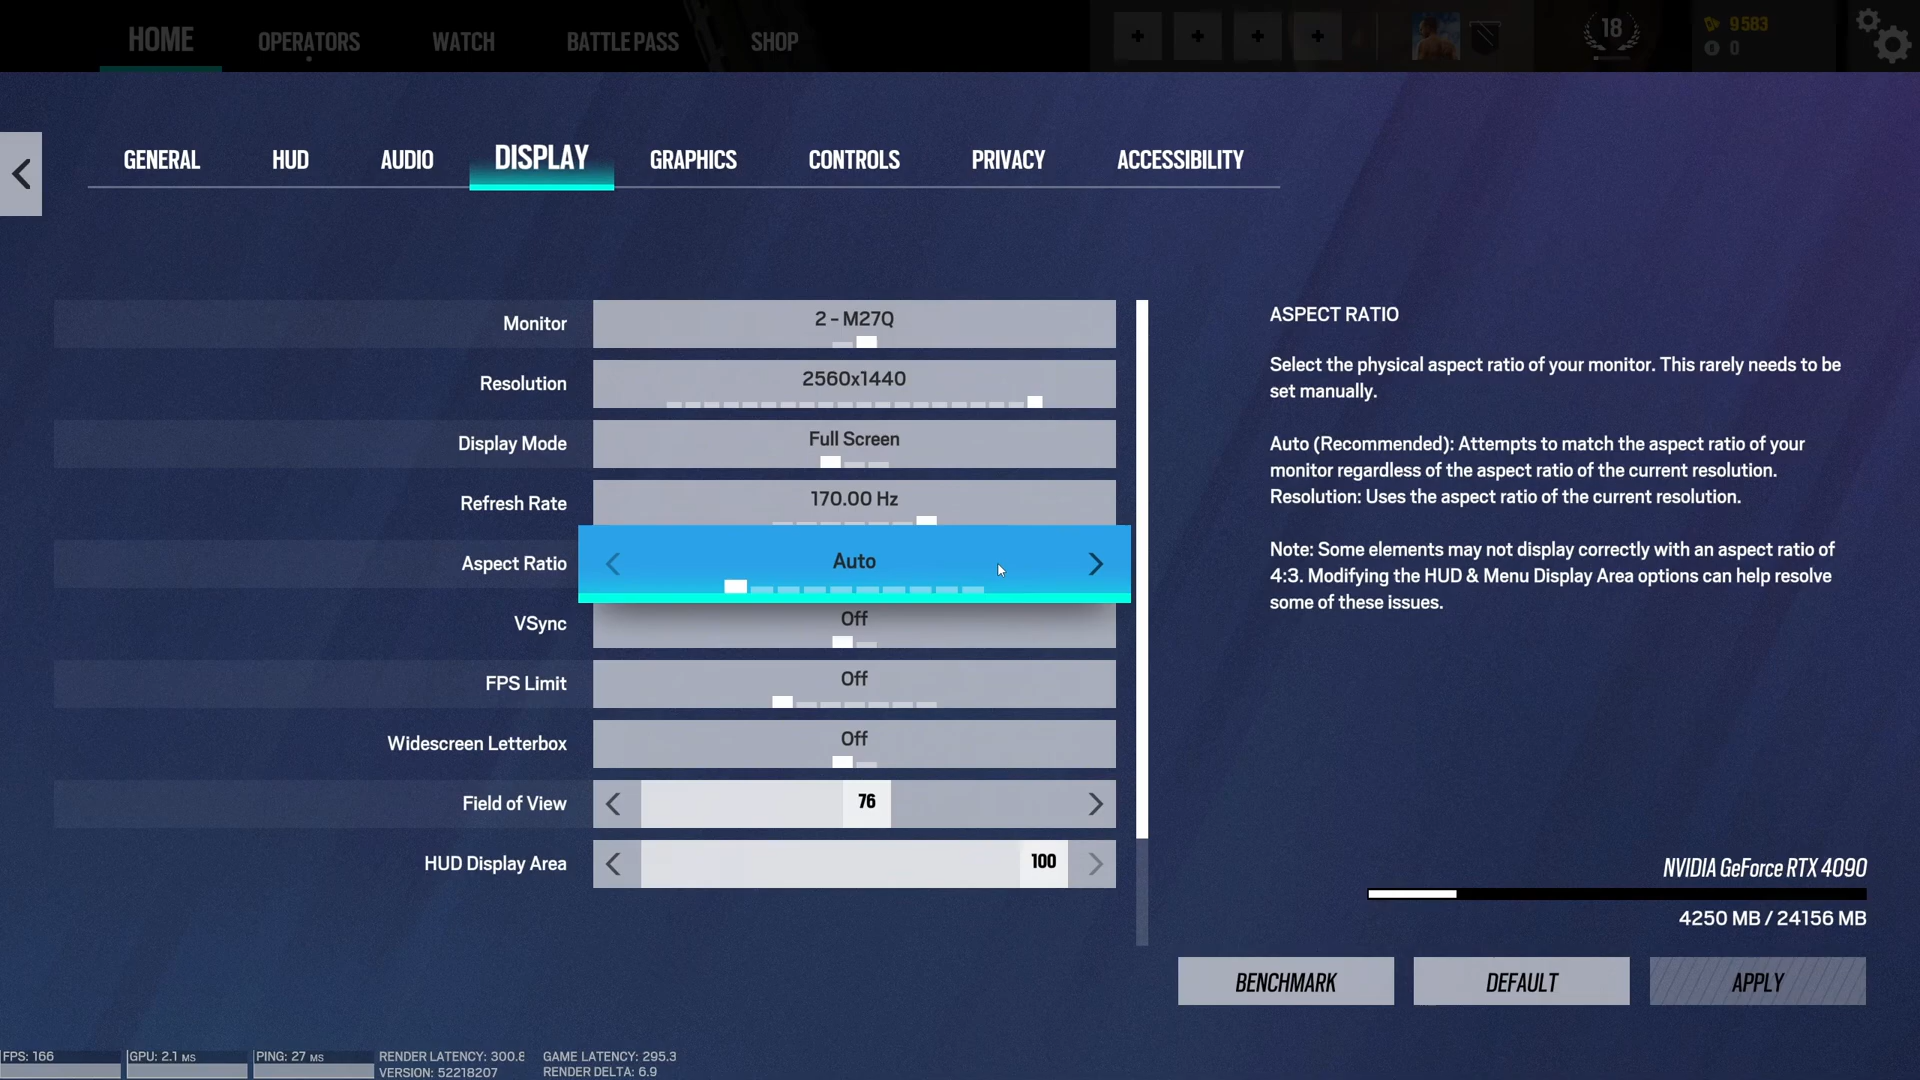 HOME
OPERATORS
WATCH
BATTLE PASS
SHOP
18
9583
0
GENERAL
HUD
AUDIO
DISPLAY
GRAPHICS
CONTROLS
PRIVACY
ACCESSIBILITY
Monitor
2 - M27Q
Resolution
2560x1440
Display Mode
Full Screen
Refresh Rate
170.00 Hz
Aspect Ratio
Auto
VSync
Off
FPS Limit
Off
Widescreen Letterbox
Off
Field of View
76
HUD Display Area
100
ASPECT RATIO
Select the physical aspect ratio of your monitor. This rarely needs to be
set manually.
Auto (Recommended): Attempts to match the aspect ratio of your
monitor regardless of the aspect ratio of the current resolution.
Resolution: Uses the aspect ratio of the current resolution.
Note: Some elements may not display correctly with an aspect ratio of
4:3. Modifying the HUD & Menu Display Area options can help resolve
some of these issues.
NVIDIA GeForce RTX 4090
4250 MB / 24156 MB
BENCHMARK
DEFAULT
APPLY
FPS: 166
GPU: 2.1 MS
PING: 27 MS
RENDER LATENCY: 300.8
VERSION: 52218207
GAME LATENCY: 295.3
RENDER DELTA: 6.9